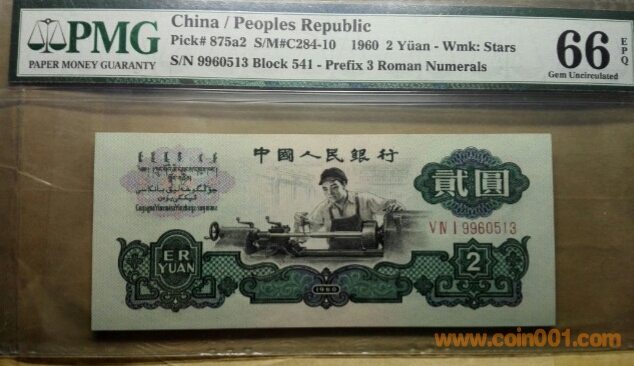 PMG
PAPER MONEY GUARANTY
China / Peoples Republic
Pick# 875a2 S/M#C284-10 1960 2 Yüan - Wmk: Stars
S/N 9960513 Block 541 - Prefix 3 Roman Numerals
66 EPQ
Gem Uncirculated
中國人民銀行
貳圓
VN I 9960513
ER
YUAN
2
1960
www.coin001.com